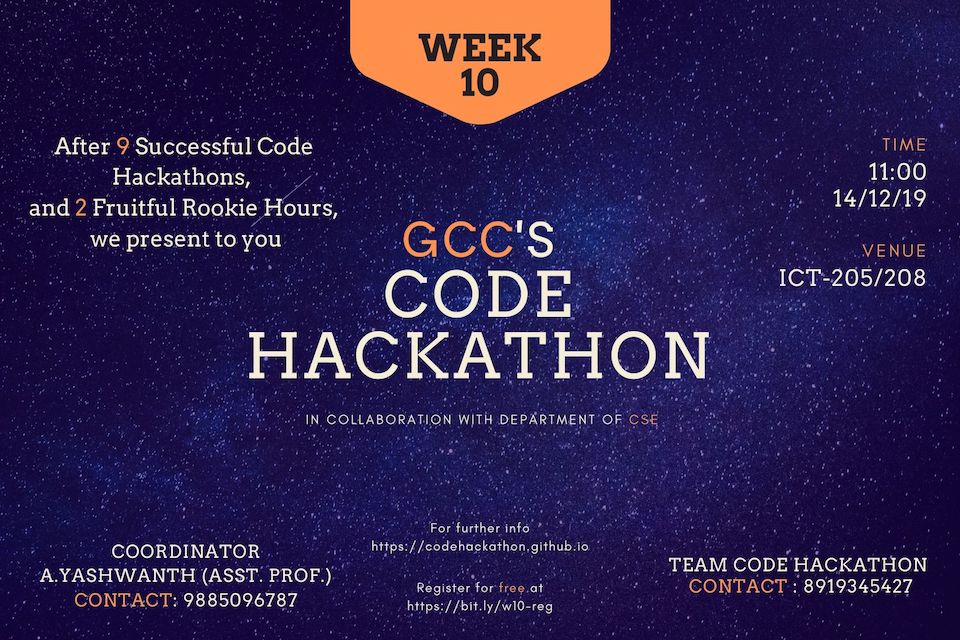 WEEK
10
After 9 Successful Code
Hackathons,
and 2 Fruitful Rookie Hours,
we present to you
TIME
11:00
14/12/19
VENUE
ICT-205/208
GCC'S
CODE
HACKATHON
IN COLLABORATION WITH DEPARTMENT OF CSE
COORDINATOR
A.YASHWANTH (ASST. PROF.)
CONTACT: 9885096787
For further info
https://codehackathon.github.io
Register for free at
https://bit.ly/w10-reg
TEAM CODE HACKATHON
CONTACT : 8919345427